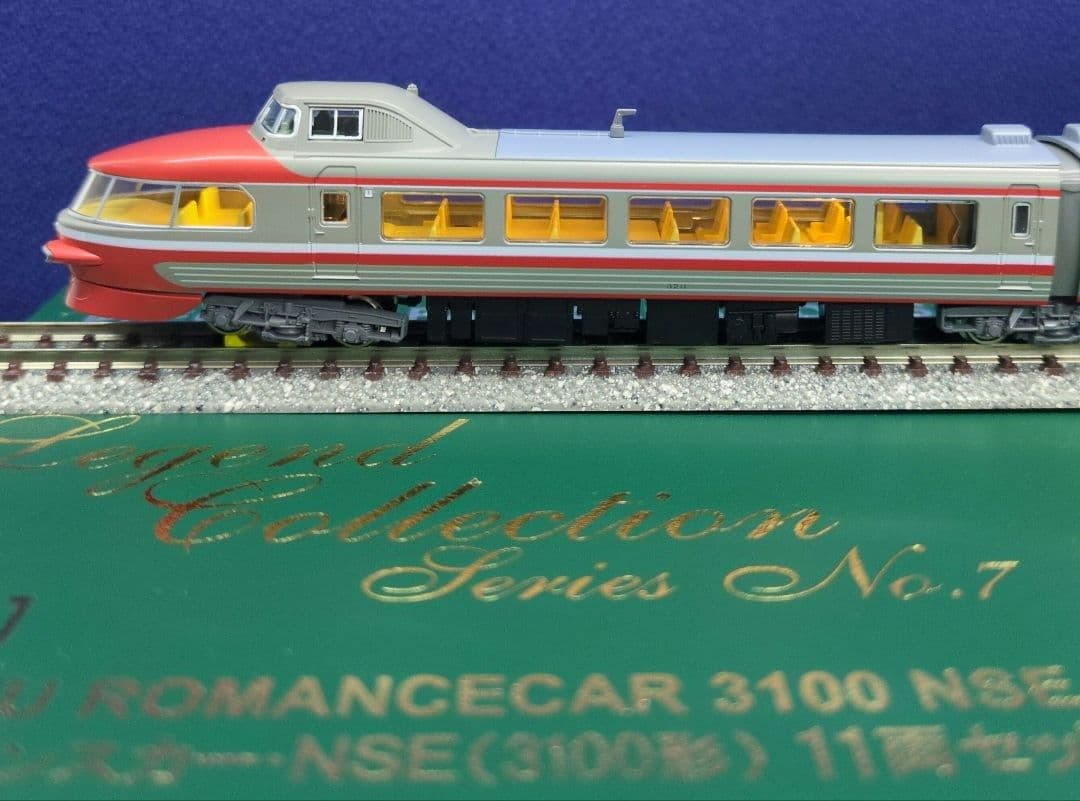 Legend
Collection
Series No.7
U ROMANCECAR 3100 NSE
ンスカー NSE(3100形) 11両セッ